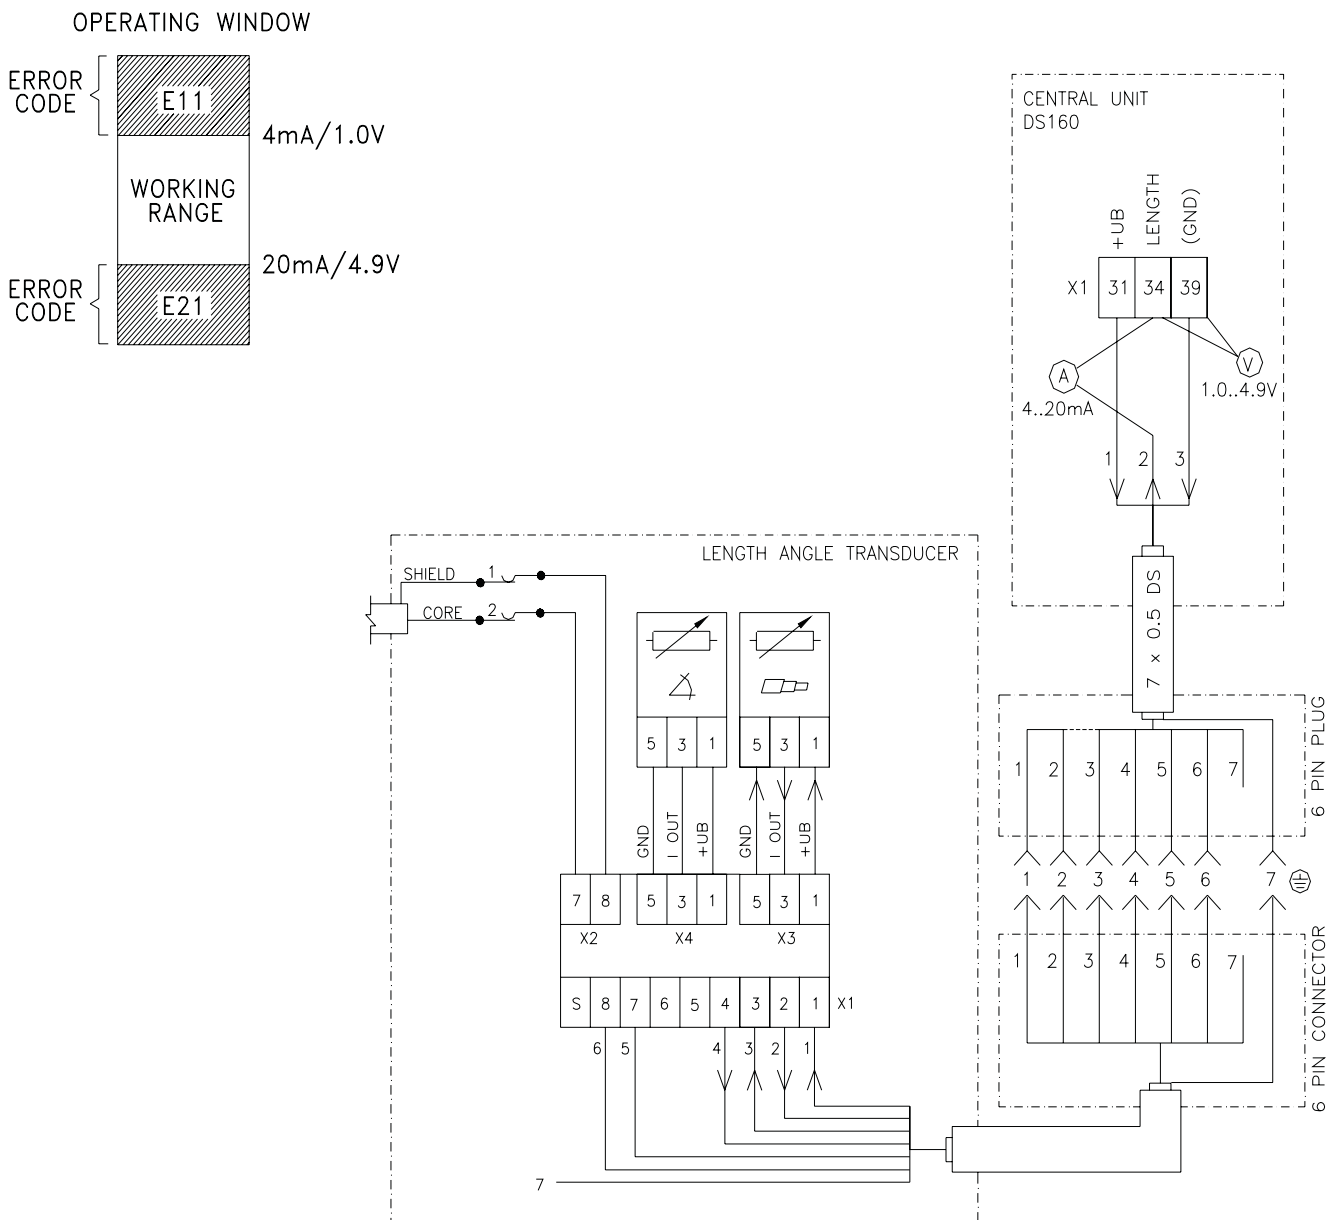 OPERATING WINDOW
ERROR
CODE
E11
4mA/1.0V
WORKING
RANGE
20mA/4.9V
ERROR
CODE
E21
CENTRAL UNIT
DS160
+UB
LENGTH
(GND)
X1 31 34 39
A
V
4..20mA
1.0..4.9V
1 2 3
7 x 0.5 DS
LENGTH ANGLE TRANSDUCER
SHIELD 1
CORE 2
5 3 1
5 3 1
GND
I OUT
+UB
GND
I OUT
+UB
7 8
5 3 1
5 3 1
X2 X4 X3
S 8 7 6 5 4 3 2 1 X1
6 5 4 3 2 1
7
6 PIN PLUG
1 2 3 4 5 6 7
1 2 3 4 5 6 7
6 PIN CONNECTOR
1 2 3 4 5 6 7